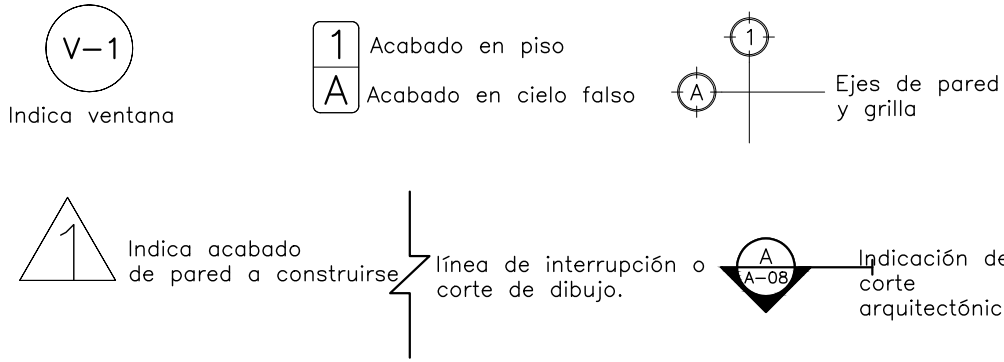 V-1
Indica ventana
1
Acabado en piso
A
Acabado en cielo falso
1
A
Ejes de pared
y grilla
1
Indica acabado
de pared a construirse
línea de interrupción o
corte de dibujo.
A
A-08
Indicación de
corte
arquitectónic